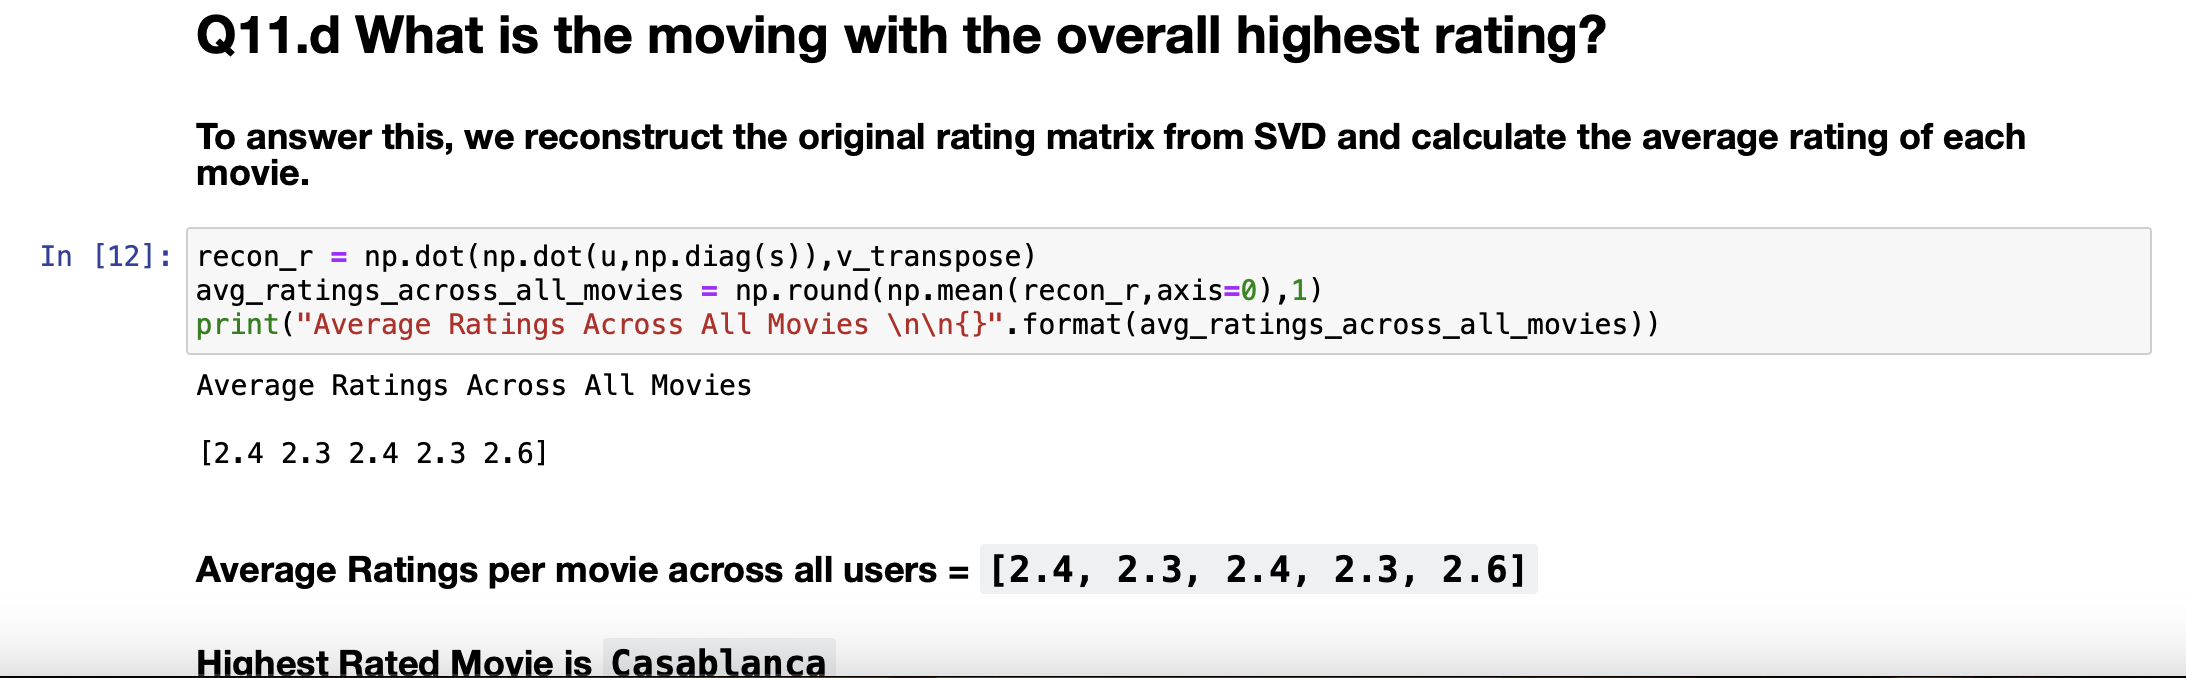 Q11.d What is the moving with the overall highest rating?
To answer this, we reconstruct the original rating matrix from SVD and calculate the average rating of each
movie.
In [12]: recon_r = np.dot(np.dot(u,np.diag(s)),v_transpose)
avg_ratings_across_all_movies = np.round(np.mean(recon_r,axis=0),1)
print("Average Ratings Across All Movies \n\n{}".format(avg_ratings_across_all_movies))
Average Ratings Across All Movies
[2.4 2.3 2.4 2.3 2.6]
Average Ratings per movie across all users = [2.4, 2.3, 2.4, 2.3, 2.6]
Highest Rated Movie is Casablanca